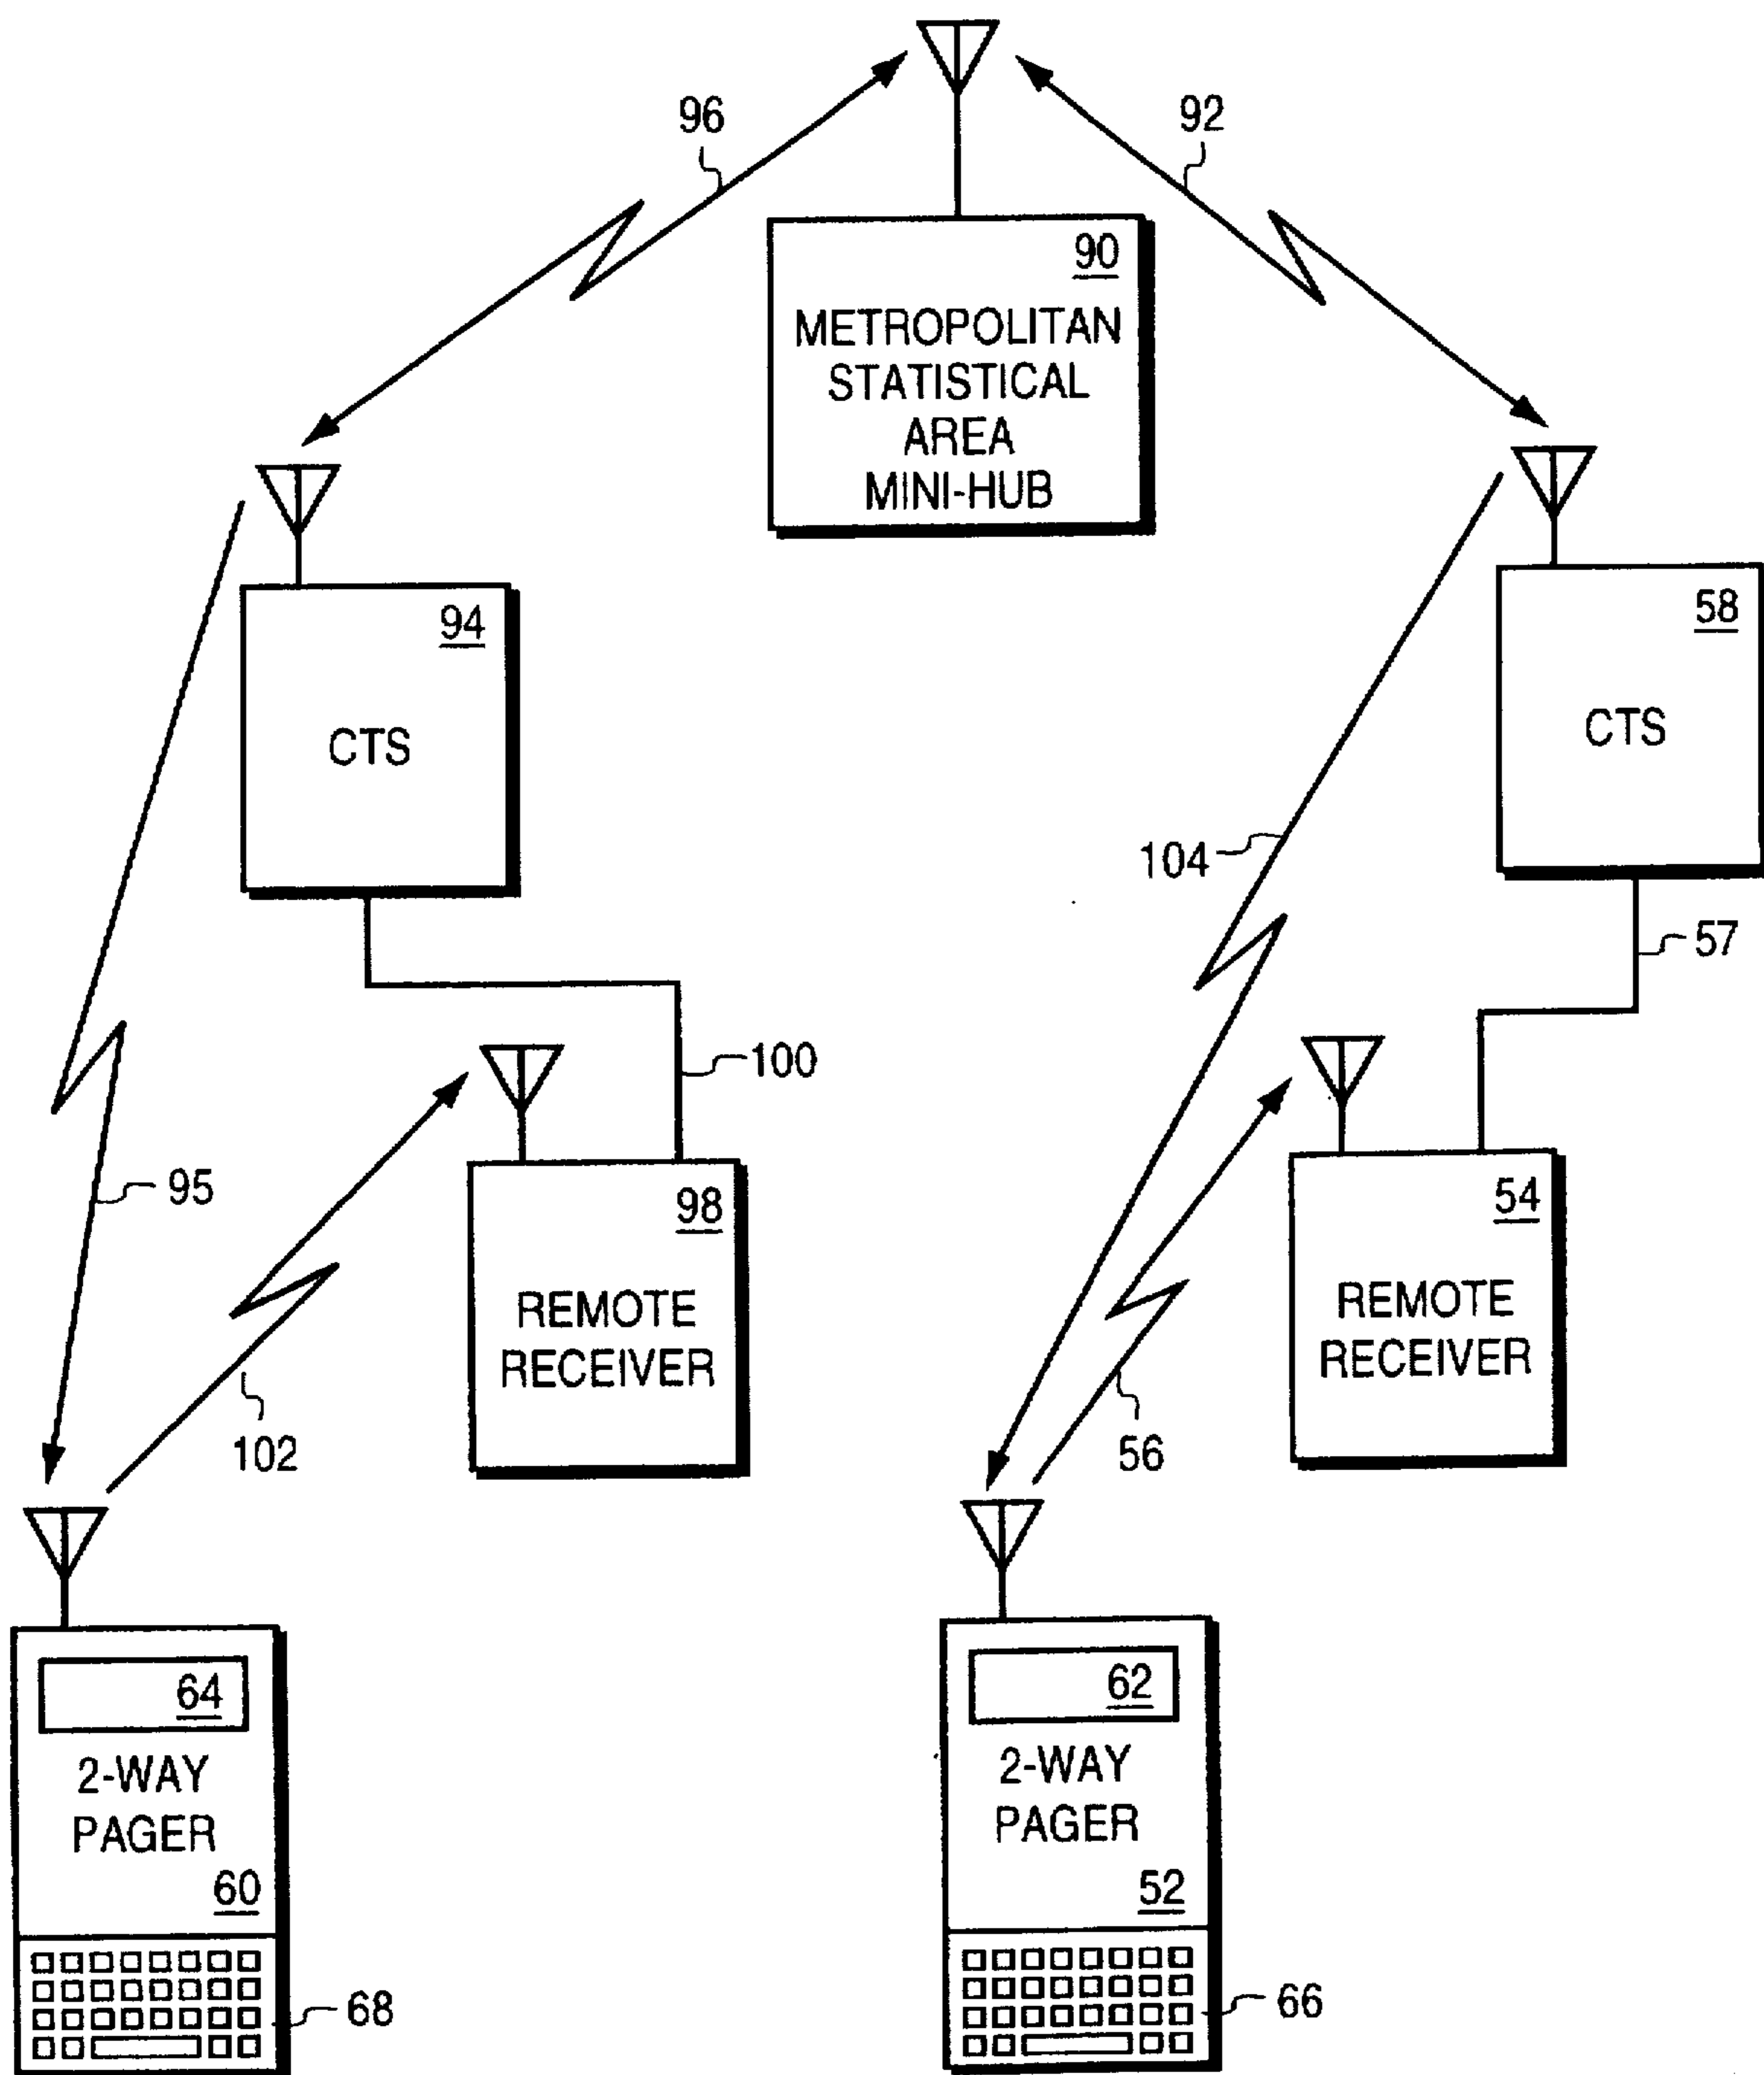 96
92
90
METROPOLITAN
STATISTICAL
AREA
MINI-HUB
94
CTS
58
CTS
104
57
100
95
98
REMOTE
RECEIVER
54
REMOTE
RECEIVER
102
56
64
2-WAY
PAGER
60
68
62
2-WAY
PAGER
52
66